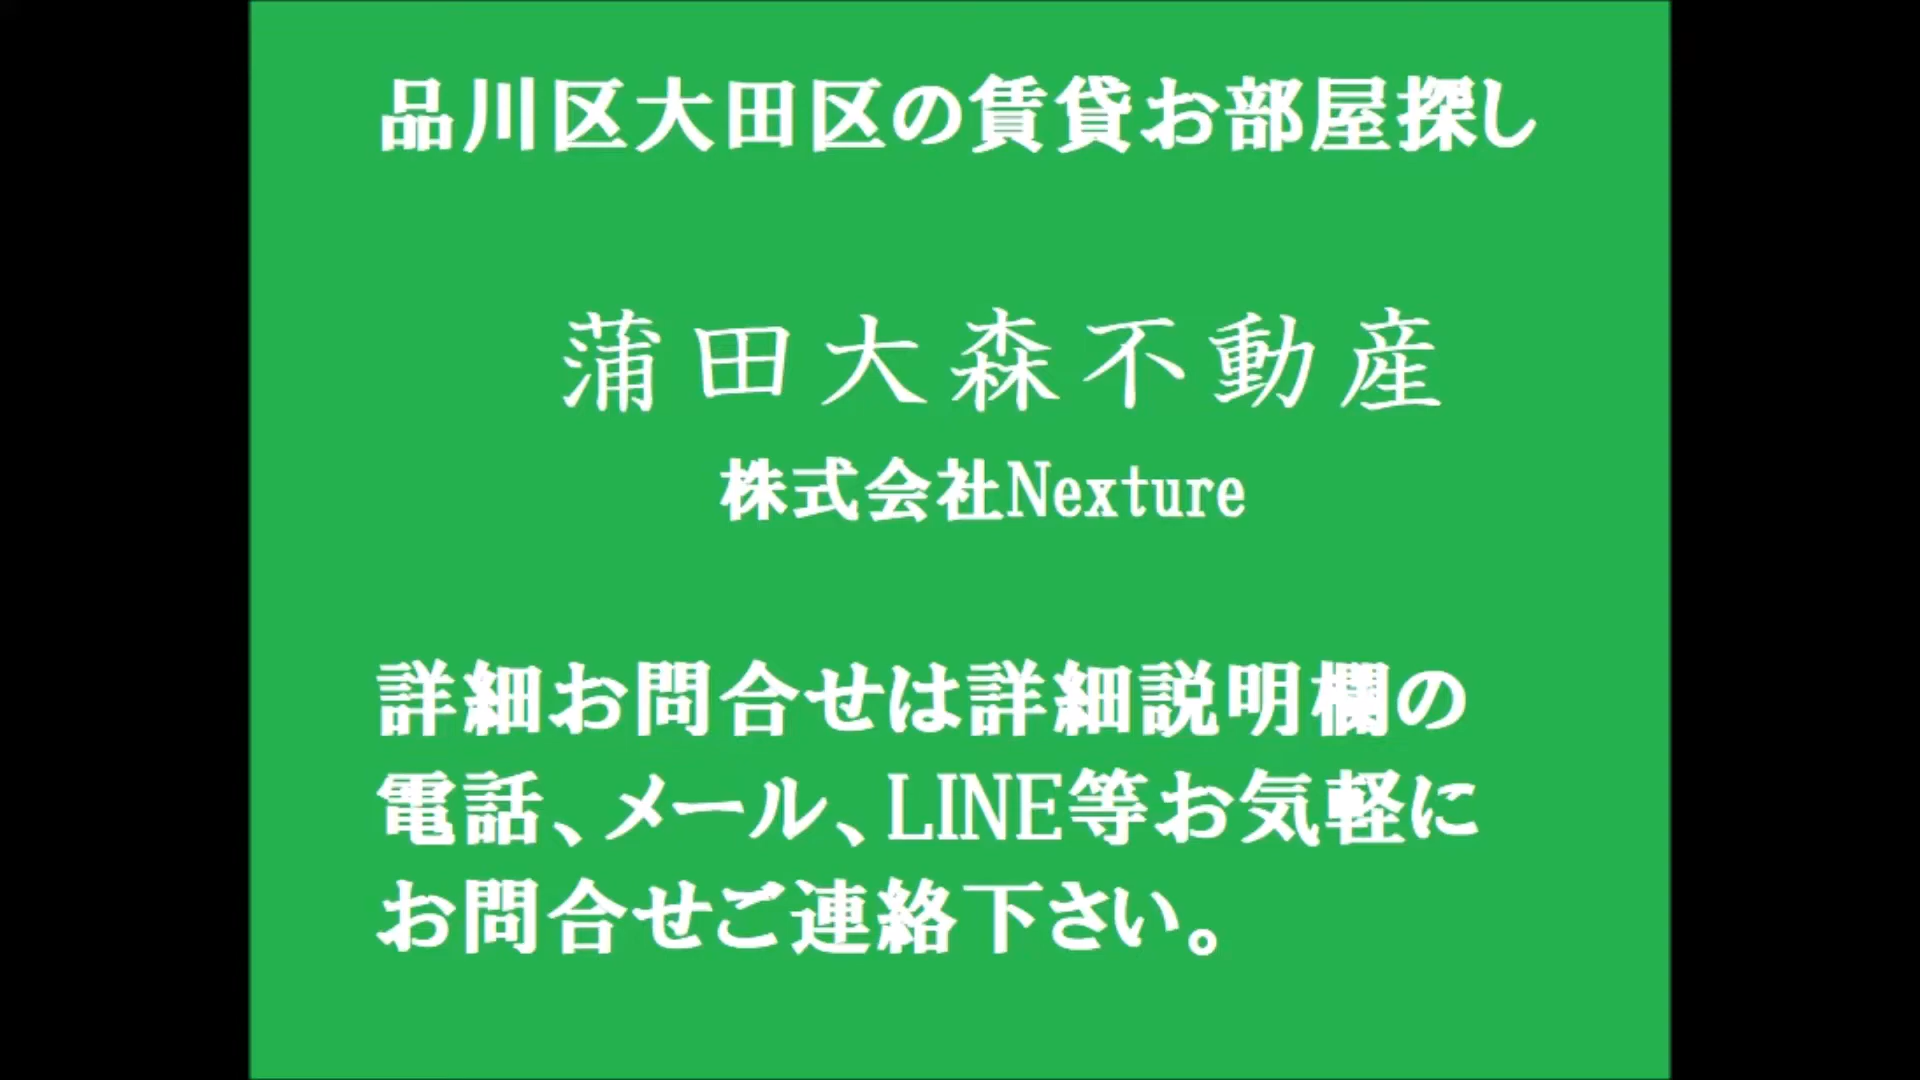 品川区大田区の賃貸お部屋探し
蒲田大森不動産
株式会社Nexture
詳細お問合せは詳細説明欄の
電話、メール、LINE等お気軽に
お問合せご連絡下さい。